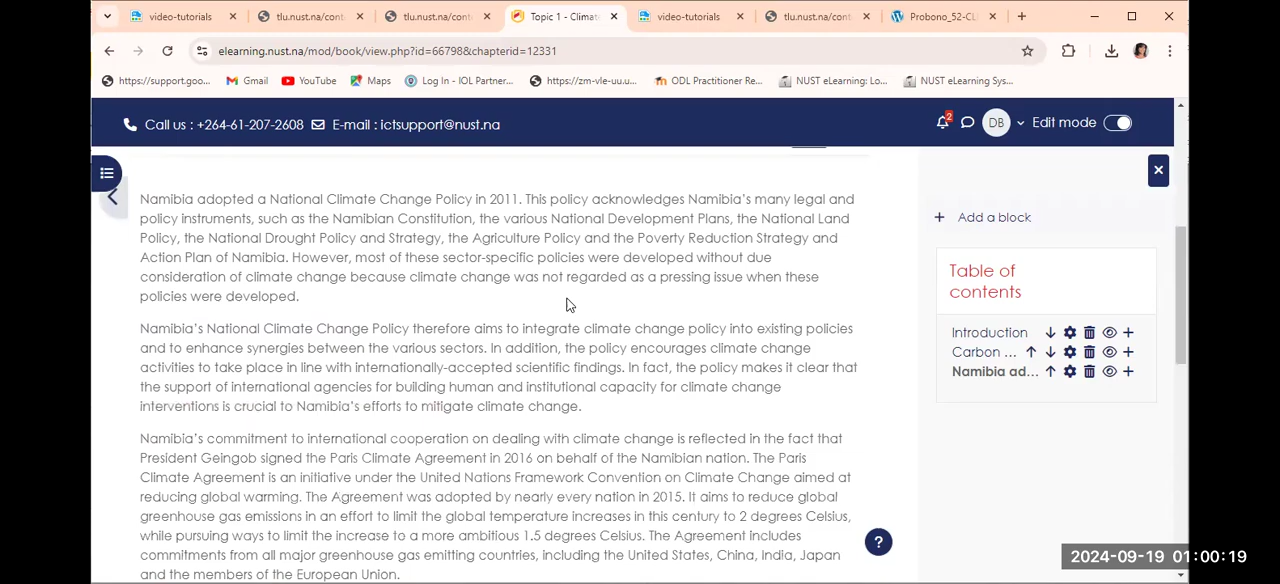 video-tutorials
tlu.nust.na/cont
tlu.nust.na/cont
Topic 1 - Climate
video-tutorials
tlu.nust.na/cont
Probono_52-CL
elearning.nust.na/mod/book/view.php?id=66798&chapterid=12331
https://support.goo...
Gmail
YouTube
Maps
Log In - IOL Partner...
https://zm-vle-uu.u...
ODL Practitioner Re...
NUST eLearning: Lo...
NUST eLearning Sys...
Call us : +264-61-207-2608 E-mail : ictsupport@nust.na
2
DB
Edit mode
Namibia adopted a National Climate Change Policy in 2011. This policy acknowledges Namibia's many legal and
policy instruments, such as the Namibian Constitution, the various National Development Plans, the National Land
Policy, the National Drought Policy and Strategy, the Agriculture Policy and the Poverty Reduction Strategy and
Action Plan of Namibia. However, most of these sector-specific policies were developed without due
consideration of climate change because climate change was not regarded as a pressing issue when these
policies were developed.
Namibia's National Climate Change Policy therefore aims to integrate climate change policy into existing policies
and to enhance synergies between the various sectors. In addition, the policy encourages climate change
activities to take place in line with internationally-accepted scientific findings. In fact, the policy makes it clear that
the support of international agencies for building human and institutional capacity for climate change
interventions is crucial to Namibia's efforts to mitigate climate change.
Namibia's commitment to international cooperation on dealing with climate change is reflected in the fact that
President Geingob signed the Paris Climate Agreement in 2016 on behalf of the Namibian nation. The Paris
Climate Agreement is an initiative under the United Nations Framework Convention on Climate Change aimed at
reducing global warming. The Agreement was adopted by nearly every nation in 2015. It aims to reduce global
greenhouse gas emissions in an effort to limit the global temperature increases in this century to 2 degrees Celsius,
while pursuing ways to limit the increase to a more ambitious 1.5 degrees Celsius. The Agreement includes
commitments from all major greenhouse gas emitting countries, including the United States, China, India, Japan
and the members of the European Union.
+ Add a block
Table of
contents
Introduction
Carbon ...
Namibia ad...
?
2024-09-19 01:00:19